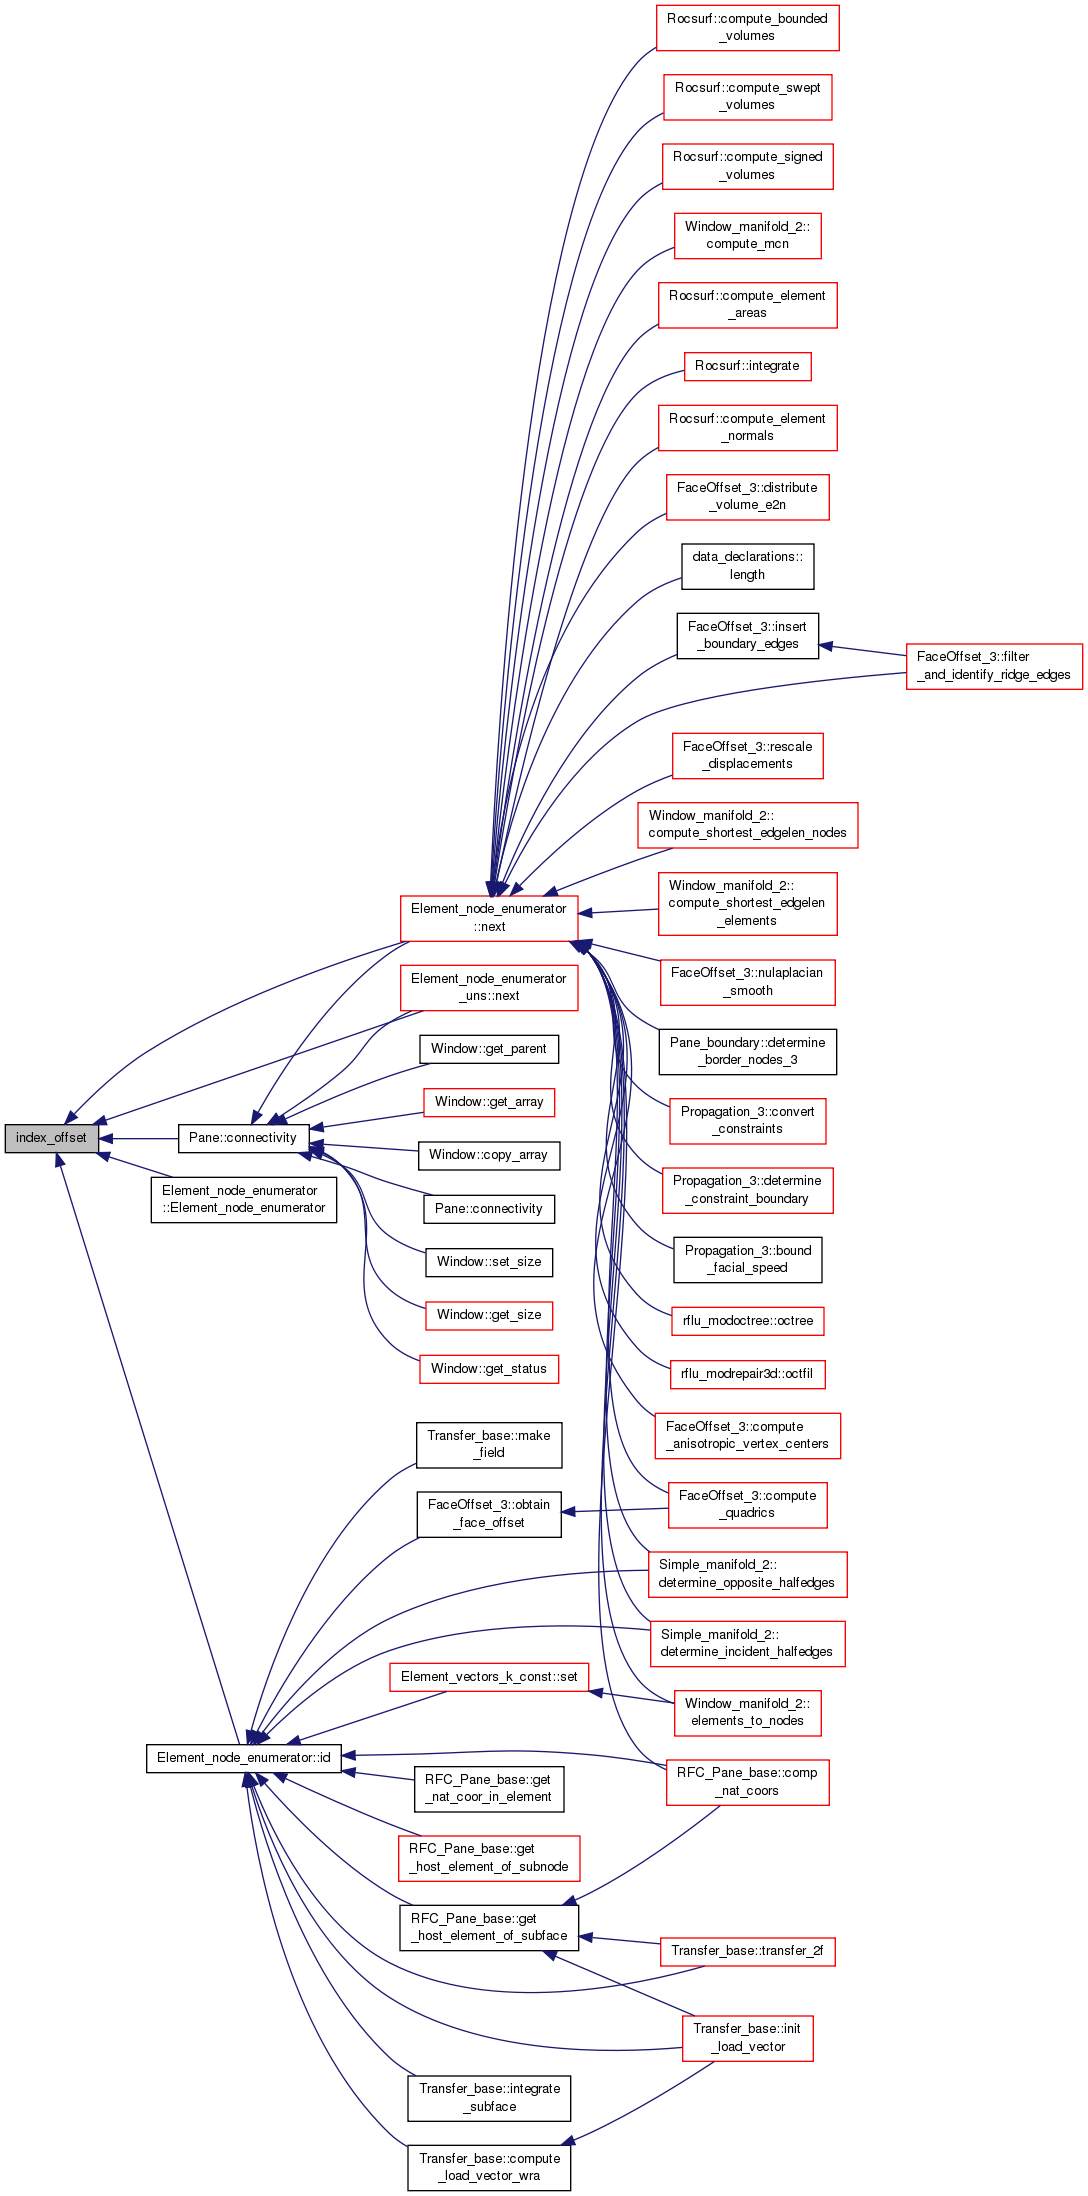 Rocsurf::compute_bounded
_volumes
Rocsurf::compute_swept
_volumes
Rocsurf::compute_signed
_volumes
Window_manifold_2::
compute_mcn
Rocsurf::compute_element
_areas
Rocsurf::integrate
Rocsurf::compute_element
_normals
FaceOffset_3::distribute
_volume_e2n
data_declarations::
length
FaceOffset_3::insert
_boundary_edges
FaceOffset_3::filter
_and_identify_ridge_edges
FaceOffset_3::rescale
_displacements
Window_manifold_2::
compute_shortest_edgelen_nodes
Window_manifold_2::
compute_shortest_edgelen
_elements
Element_node_enumerator
::next
FaceOffset_3::nulaplacian
_smooth
Element_node_enumerator
_uns::next
Pane_boundary::determine
_border_nodes_3
Window::get_parent
Window::get_array
Propagation_3::convert
_constraints
index_offset
Pane::connectivity
Window::copy_array
Element_node_enumerator
::Element_node_enumerator
Propagation_3::determine
_constraint_boundary
Pane::connectivity
Window::set_size
Propagation_3::bound
_facial_speed
Window::get_size
rflu_modoctree::octree
Window::get_status
rflu_modrepair3d::octfil
Transfer_base::make
_field
FaceOffset_3::compute
_anisotropic_vertex_centers
FaceOffset_3::obtain
_face_offset
FaceOffset_3::compute
_quadrics
Simple_manifold_2::
determine_opposite_halfedges
Simple_manifold_2::
determine_incident_halfedges
Element_vectors_k_const::set
Window_manifold_2::
elements_to_nodes
Element_node_enumerator::id
RFC_Pane_base::comp
_nat_coors
RFC_Pane_base::get
_nat_coor_in_element
RFC_Pane_base::get
_host_element_of_subnode
RFC_Pane_base::get
_host_element_of_subface
Transfer_base::transfer_2f
Transfer_base::init
_load_vector
Transfer_base::integrate
_subface
Transfer_base::compute
_load_vector_wra